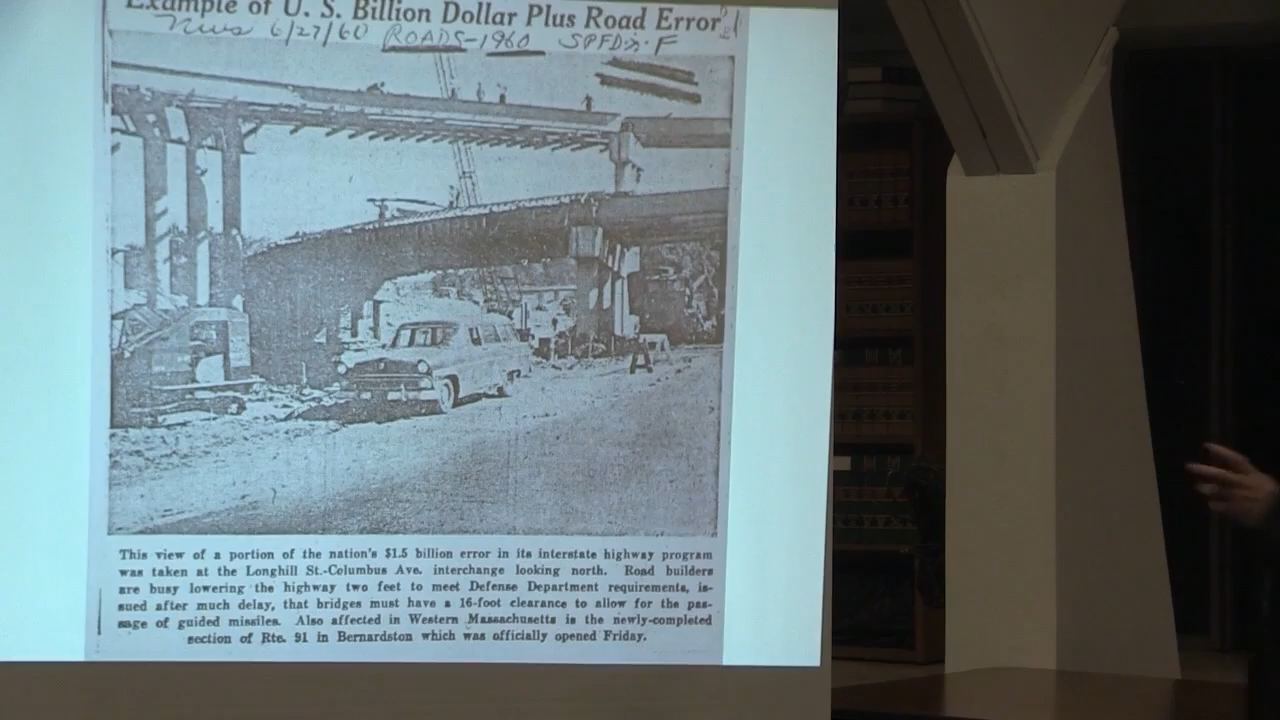 Example of U. S. Billion Dollar Plus Road Error
News 6/27/60 ROADS-1960 SPFD
This view of a portion of the nation's $1.5 billion error in its interstate highway program
was taken at the Longhill St.-Columbus Ave. interchange looking north. Road builders
are busy lowering the highway two feet to meet Defense Department requirements, is-
sued after much delay, that bridges must have a 16-foot clearance to allow for the pas-
sage of guided missiles. Also affected in Western Massachusetts is the newly-completed
section of Rte. 91 in Bernardston which was officially opened Friday.